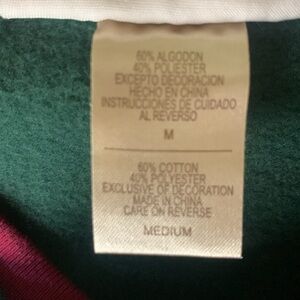 60% ALGODON
40% POLIESTER
EXCEPTO DECORACION
HECHO EN CHINA
INSTRUCCIONES DE CUIDADO
AL REVERSO
M
60% COTTON
40% POLYESTER
EXCLUSIVE OF DECORATION
MADE IN CHINA
CARE ON REVERSE
MEDIUM